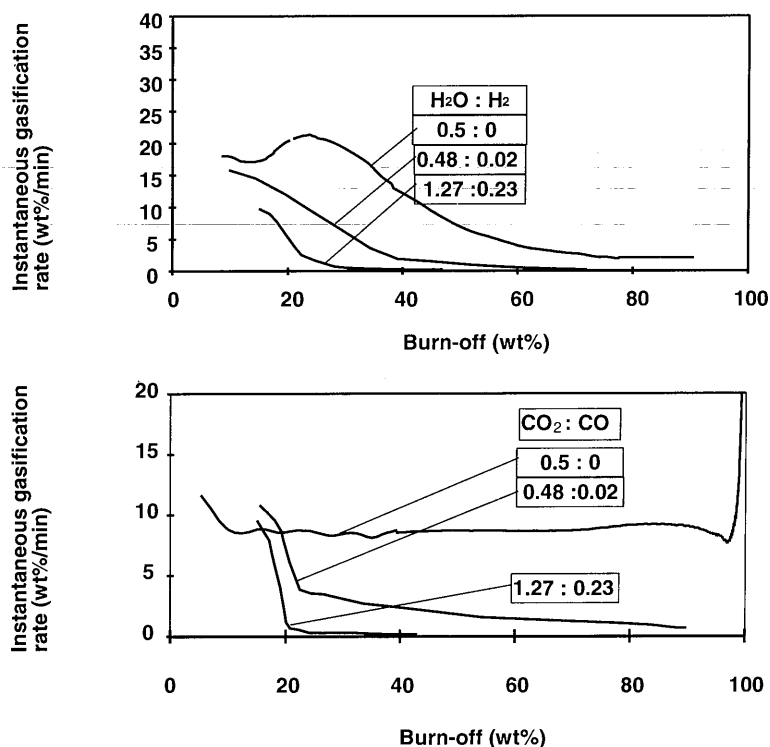 Instantaneous gasification
rate (wt%/min)
40
35
30
25
20
15
10
5
0
H2O : H2
0.5 : 0
0.48 : 0.02
1.27 :0.23
0 20 40 60 80 100
Burn-off (wt%)
Instantaneous gasification
rate (wt%/min)
20
15
10
5
0
CO2 : CO
0.5 : 0
0.48 :0.02
1.27 : 0.23
0 20 40 60 80 100
Burn-off (wt%)